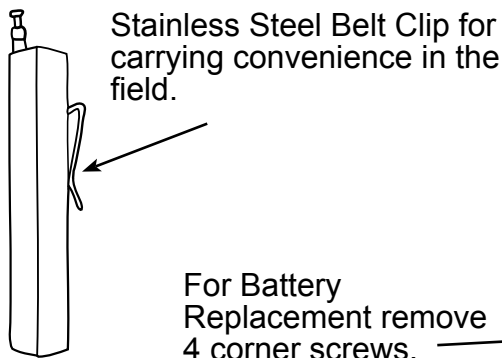 Stainless Steel Belt Clip for
carrying convenience in the
field.
For Battery
Replacement remove
4 corner screws.